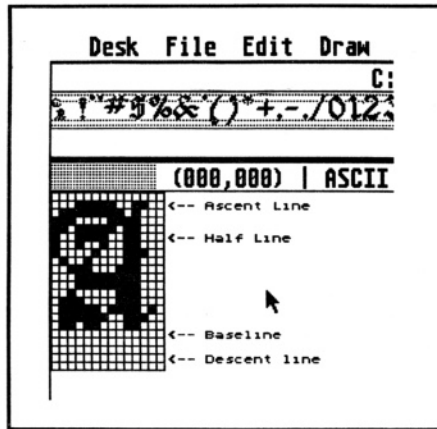 Desk File Edit Draw
C:
!"#$%&'()*+,-./012
(000,000) | ASCII
<-- Ascent Line
<-- Half Line
<-- Baseline
<-- Descent line